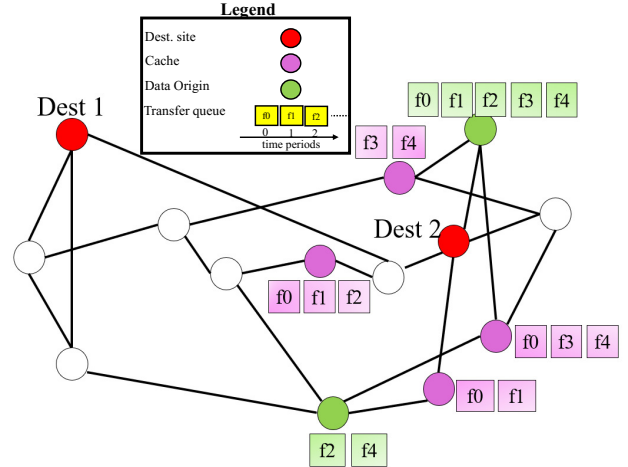 Legend
Dest. site
Cache
Data Origin
Transfer queue f0 f1 f2 ......
0 1 2
time periods
f0 f1 f2 f3 f4
Dest 1
f3 f4
Dest 2
f0 f1 f2
f0 f3 f4
f0 f1
f2 f4